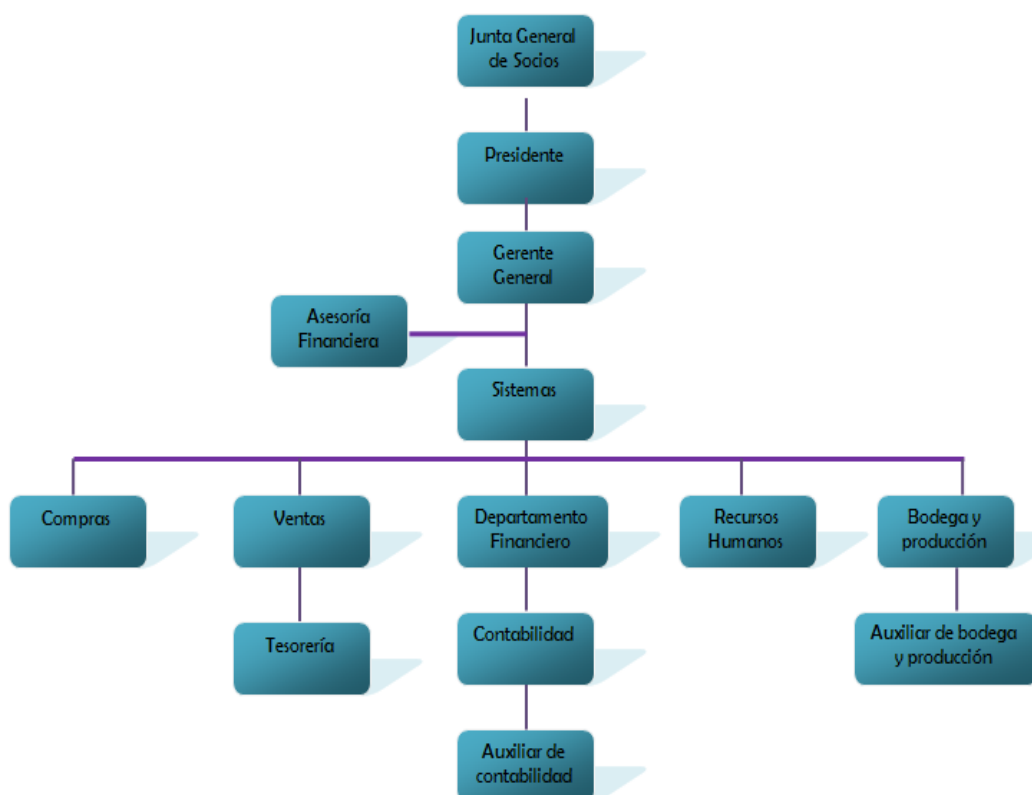 Junta General
de Socios
Presidente
Gerente
General
Asesoría
Financiera
Sistemas
Compras
Ventas
Departamento
Financiero
Recursos
Humanos
Bodega y
producción
Tesorería
Contabilidad
Auxiliar de bodega
y producción
Auxiliar de
contabilidad